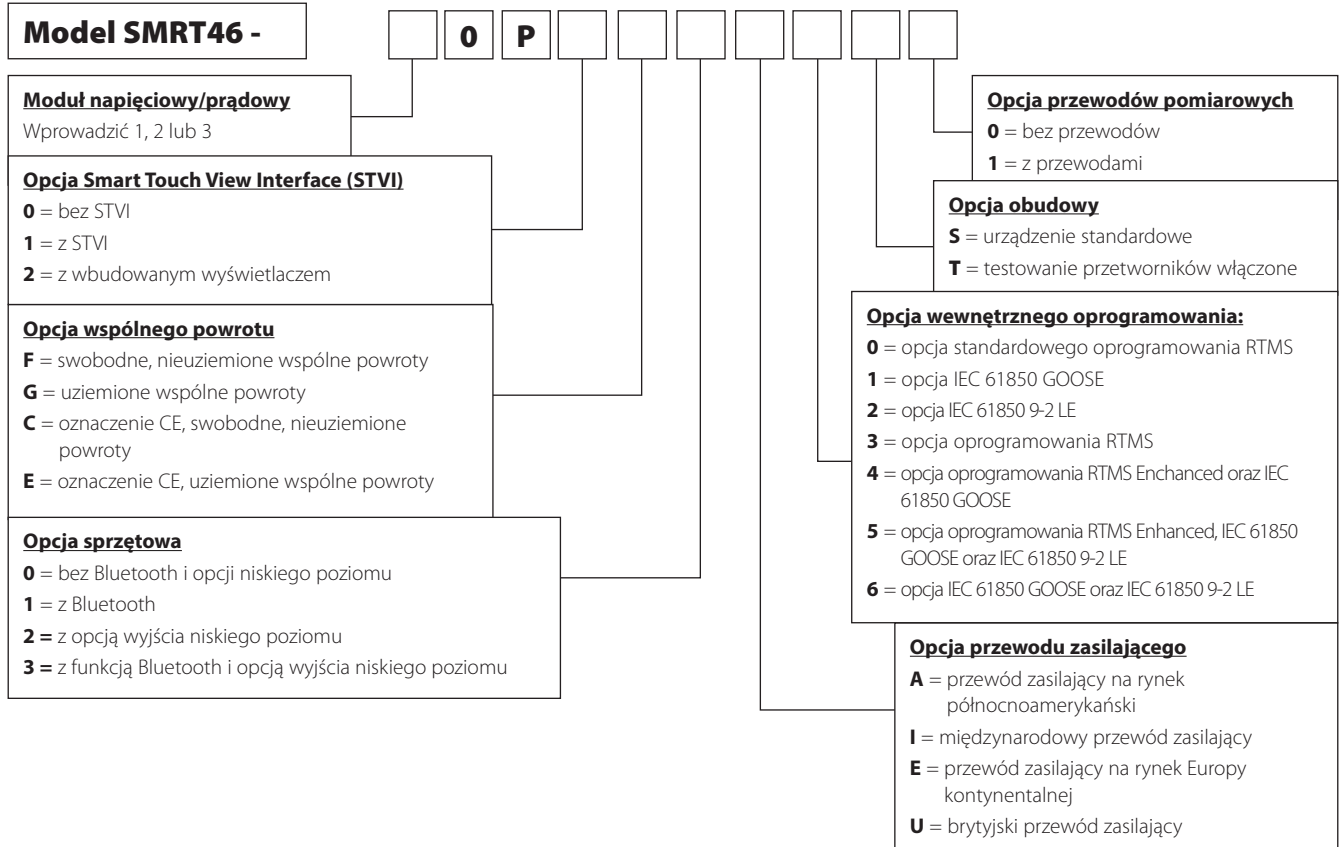 Model SMRT46 -
0 P
Moduł napięciowy/prądowy
Wprowadzić 1, 2 lub 3
Opcja Smart Touch View Interface (STVI)
0 = bez STVI
1 = z STVI
2 = z wbudowanym wyświetlaczem
Opcja wspólnego powrotu
F = swobodne, nieuziemione wspólne powroty
G = uziemione wspólne powroty
C = oznaczenie CE, swobodne, nieuziemione
powroty
E = oznaczenie CE, uziemione wspólne powroty
Opcja sprzętowa
0 = bez Bluetooth i opcji niskiego poziomu
1 = z Bluetooth
2 = z opcją wyjścia niskiego poziomu
3 = z funkcją Bluetooth i opcją wyjścia niskiego poziomu
Opcja przewodów pomiarowych
0 = bez przewodów
1 = z przewodami
Opcja obudowy
S = urządzenie standardowe
T = testowanie przetworników włączone
Opcja wewnętrznego oprogramowania:
0 = opcja standardowego oprogramowania RTMS
1 = opcja IEC 61850 GOOSE
2 = opcja IEC 61850 9-2 LE
3 = opcja oprogramowania RTMS
4 = opcja oprogramowania RTMS Enchanced oraz IEC
61850 GOOSE
5 = opcja oprogramowania RTMS Enhanced, IEC 61850
GOOSE oraz IEC 61850 9-2 LE
6 = opcja IEC 61850 GOOSE oraz IEC 61850 9-2 LE
Opcja przewodu zasilającego
A = przewód zasilający na rynek
północnoamerykański
I = międzynarodowy przewód zasilający
E = przewód zasilający na rynek Europy
kontynentalnej
U = brytyjski przewód zasilający